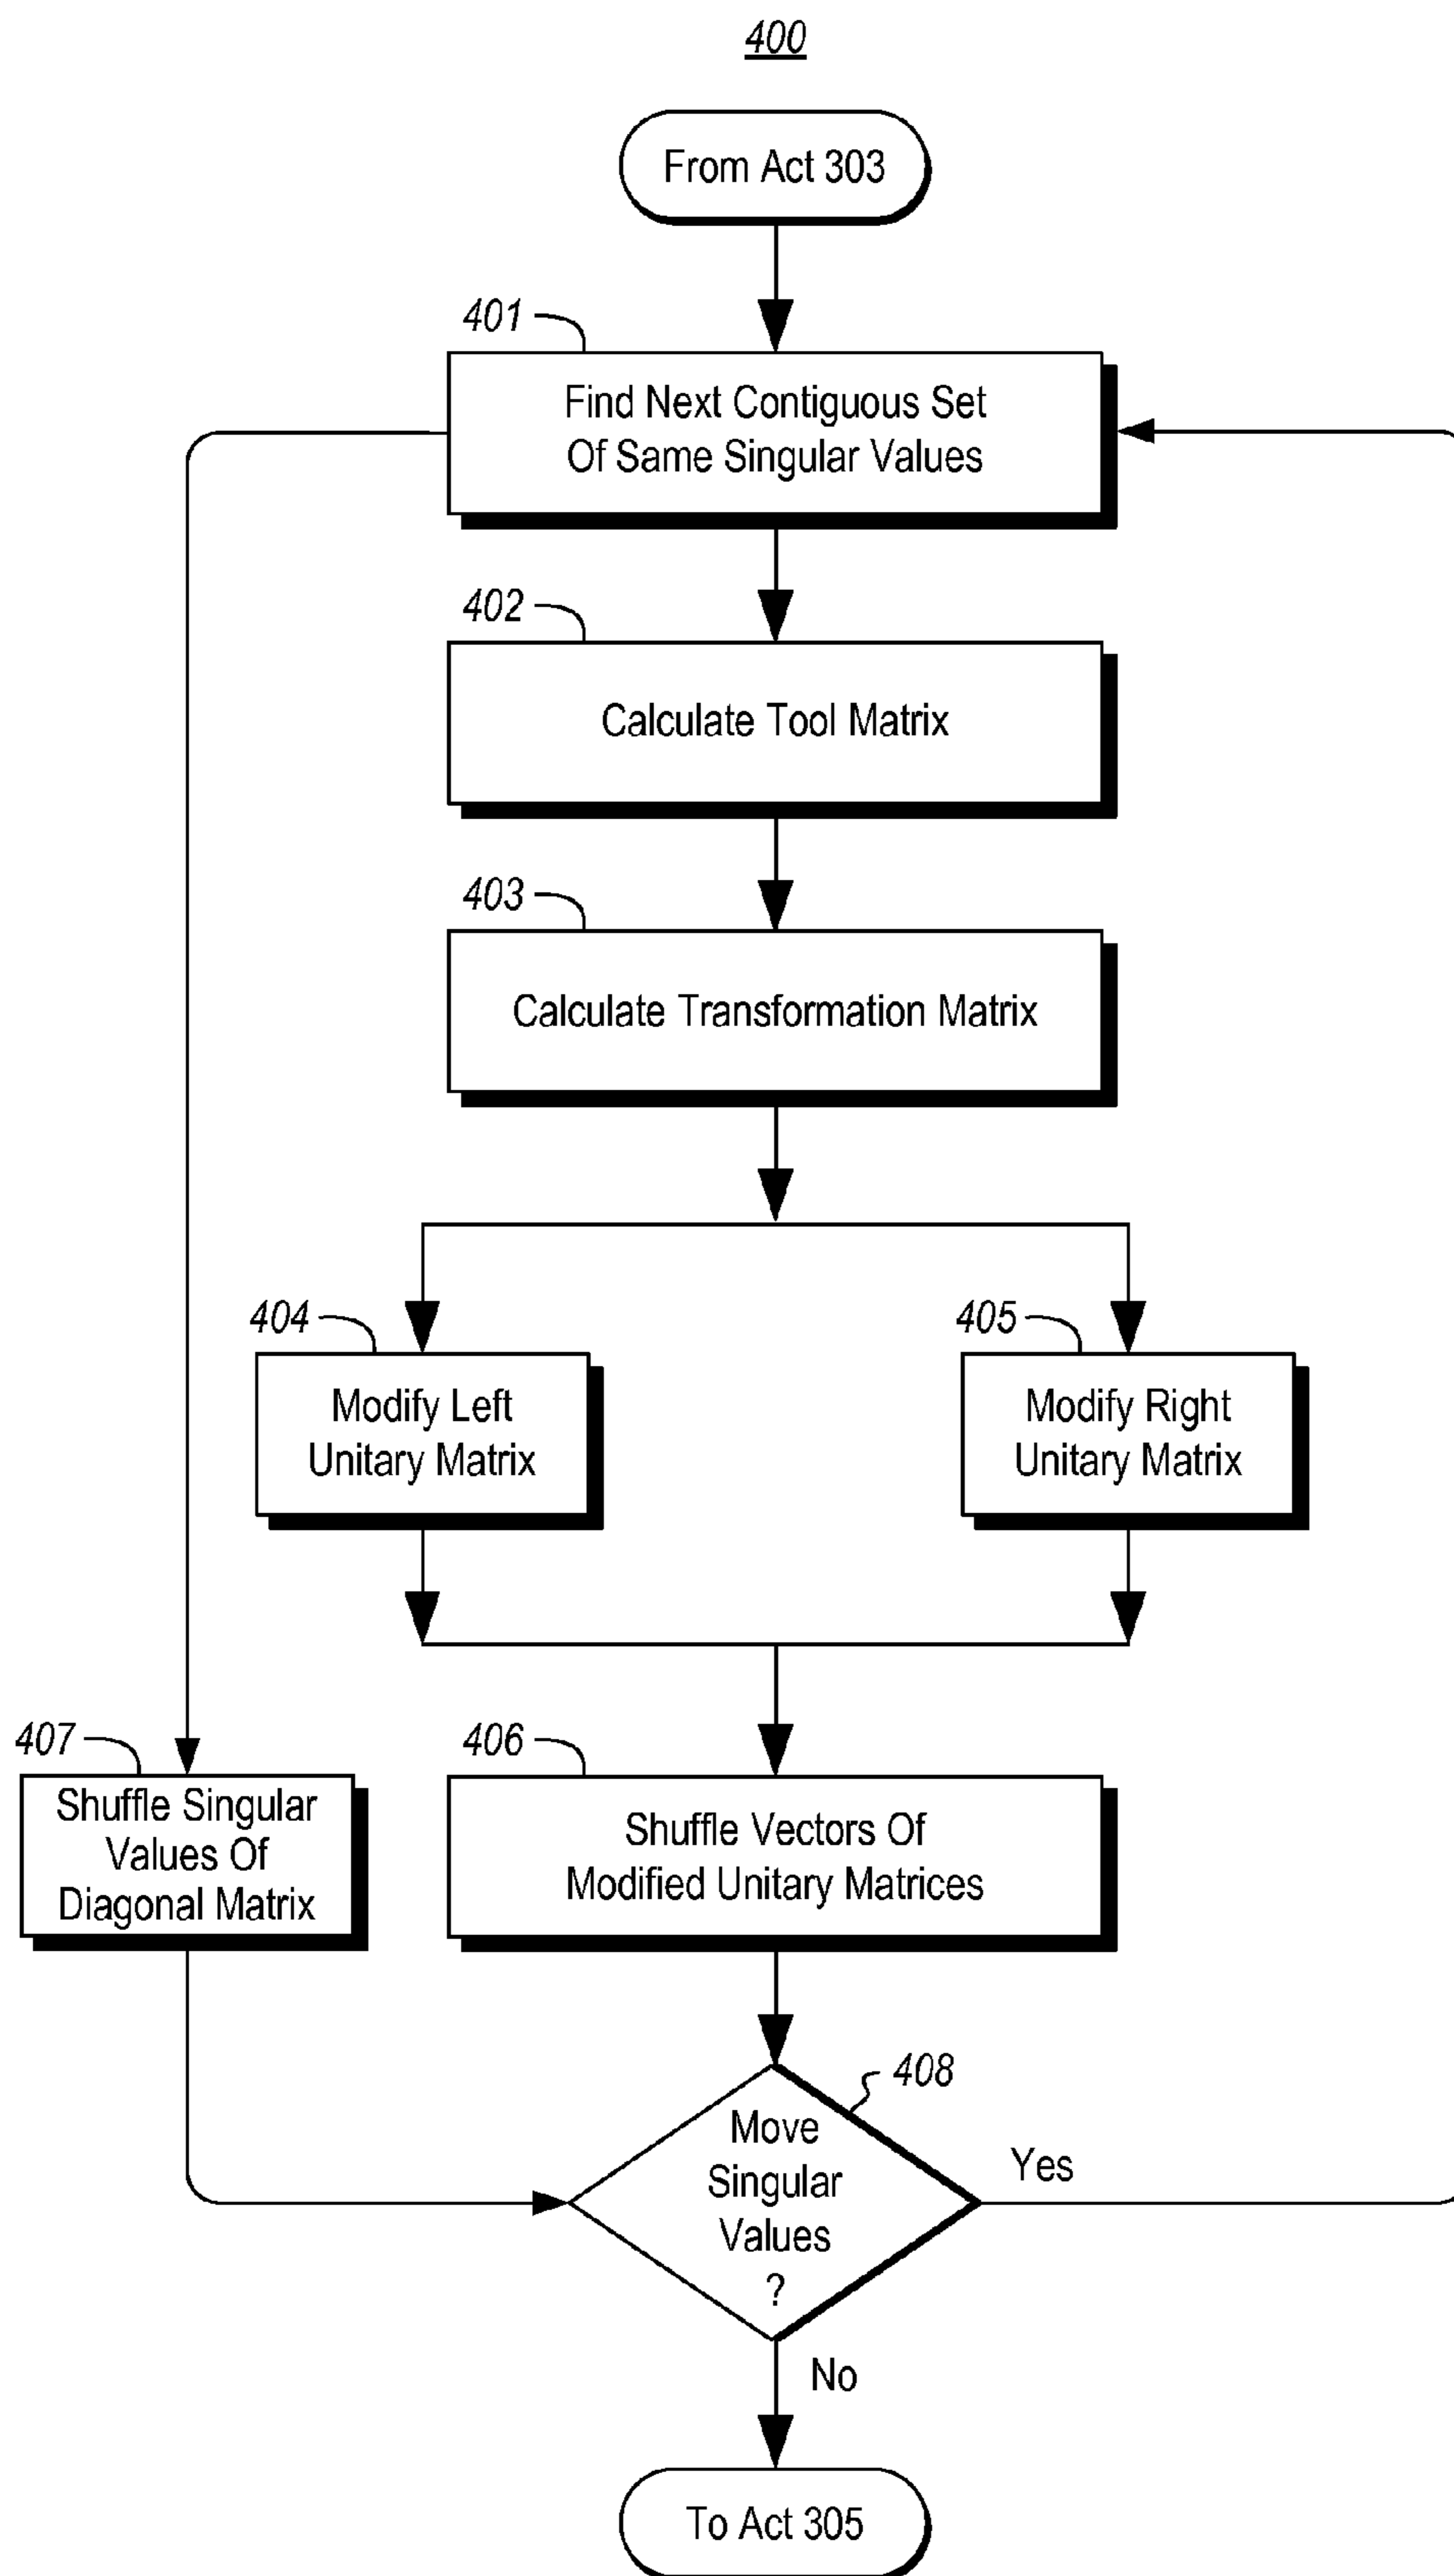 400
From Act 303
401
Find Next Contiguous Set
Of Same Singular Values
402
Calculate Tool Matrix
403
Calculate Transformation Matrix
404
Modify Left
Unitary Matrix
405
Modify Right
Unitary Matrix
407
Shuffle Singular
Values Of
Diagonal Matrix
406
Shuffle Vectors Of
Modified Unitary Matrices
408
Move
Singular
Values
?
Yes
No
To Act 305